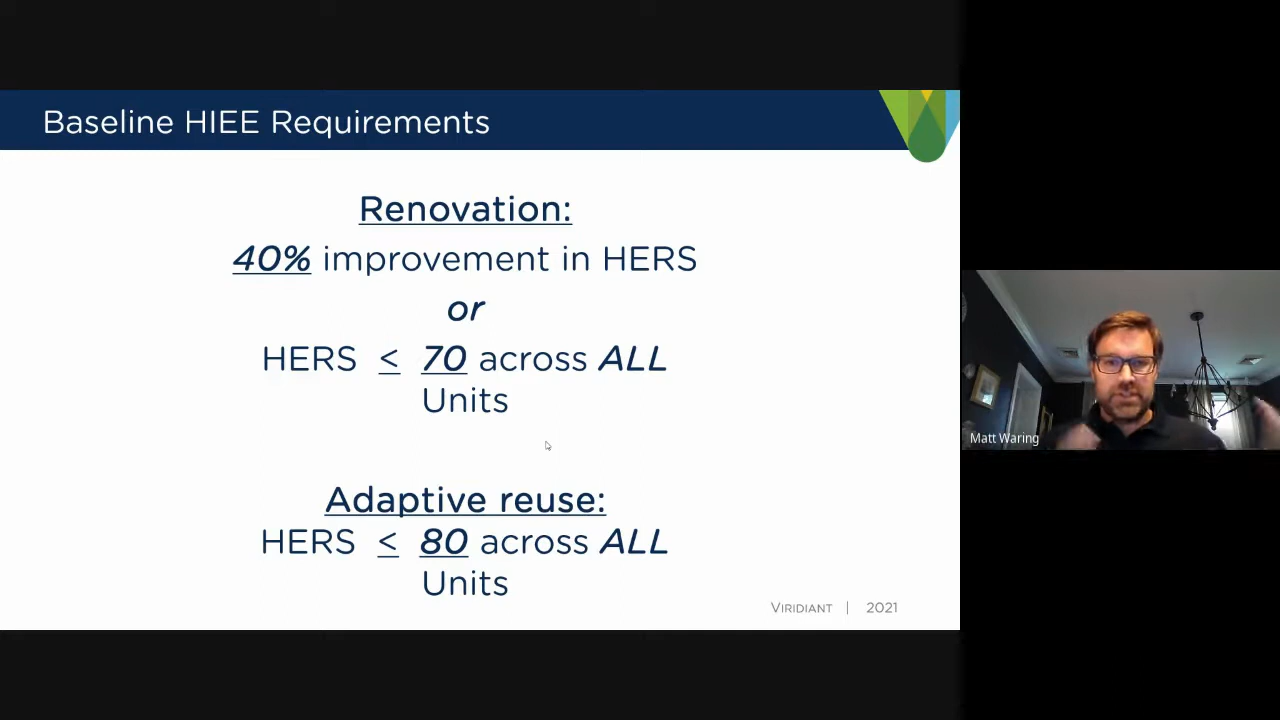 Baseline HIEE Requirements
Renovation:
40% improvement in HERS
or
HERS ≤ 70 across ALL
Units
Adaptive reuse:
HERS ≤ 80 across ALL
Units
VIRIDIANT | 2021
Matt Waring